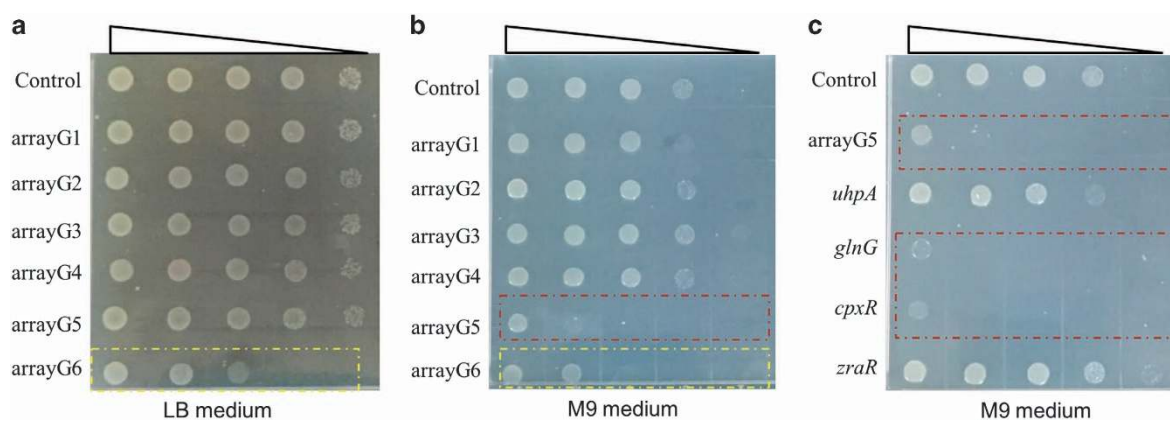 a
Control
arrayG1
arrayG2
arrayG3
arrayG4
arrayG5
arrayG6
LB medium
b
Control
arrayG1
arrayG2
arrayG3
arrayG4
arrayG5
arrayG6
M9 medium
c
Control
arrayG5
uhpA
glnG
cpxR
zraR
M9 medium